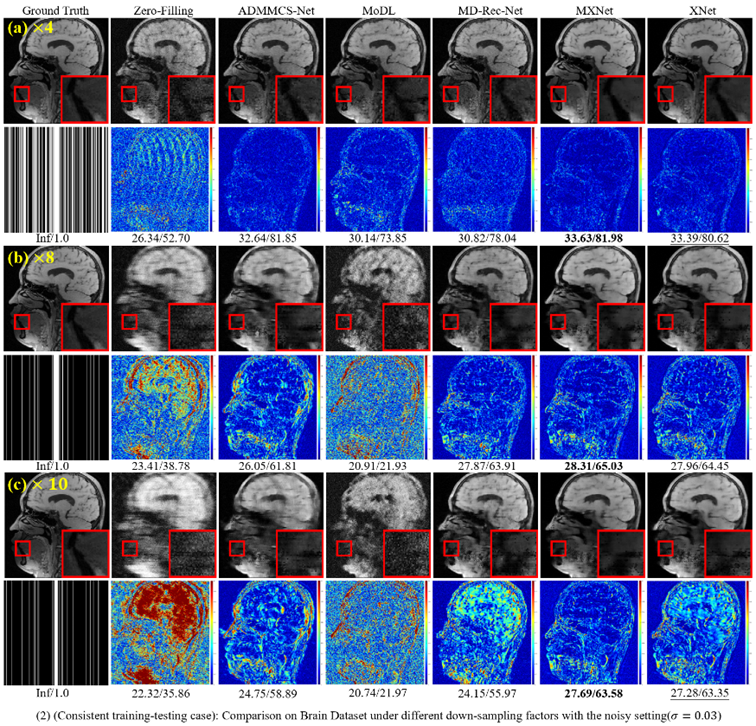 Ground Truth Zero-Filling ADMMCS-Net MoDL MD-Rec-Net MXNet XNet
(a) ×4
Inf/1.0 26.34/52.70 32.64/81.85 30.14/73.85 30.82/78.04 33.63/81.98 33.39/80.62
(b) ×8
Inf/1.0 23.41/38.78 26.05/61.81 20.91/21.93 27.87/63.91 28.31/65.03 27.96/64.45
(c) × 10
Inf/1.0 22.32/35.86 24.75/58.89 20.74/21.97 24.15/55.97 27.69/63.58 27.28/63.35
(2) (Consistent training-testing case): Comparison on Brain Dataset under different down-sampling factors with the noisy setting(σ = 0.03)